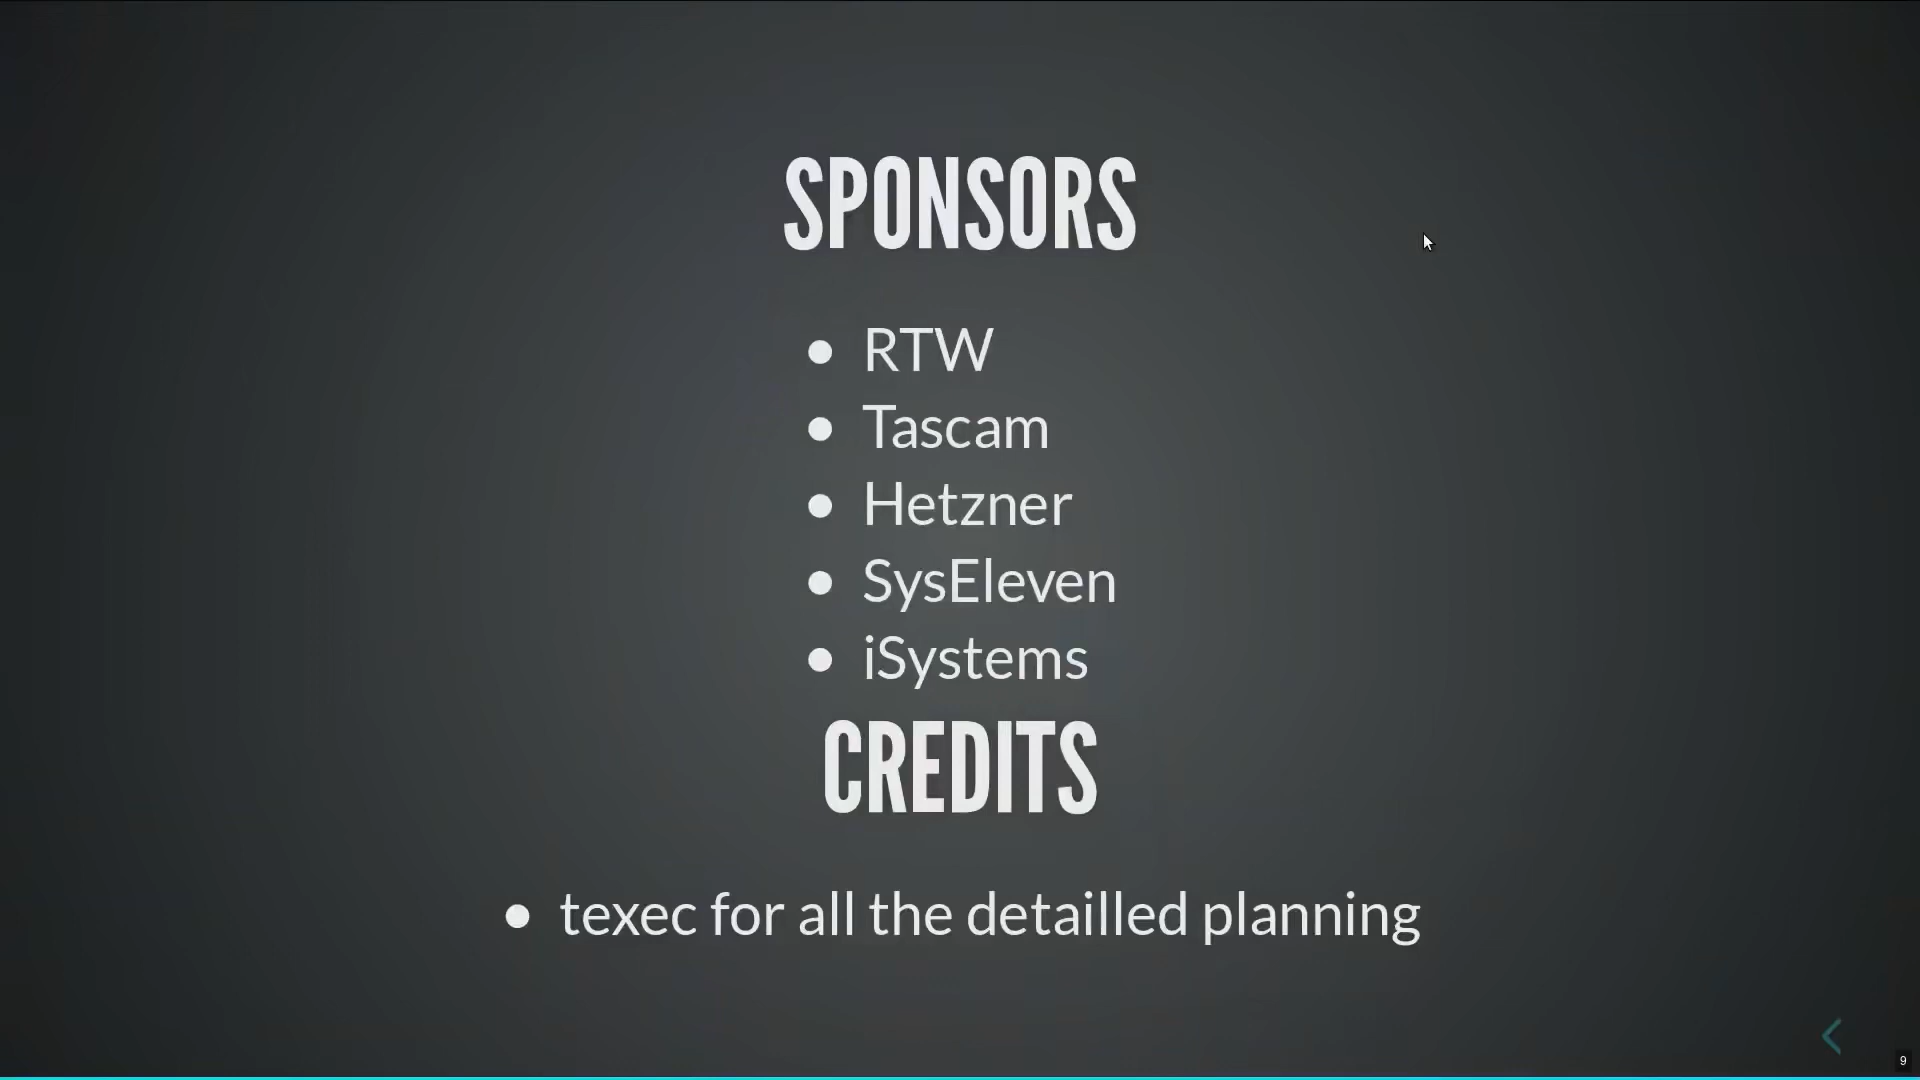 SPONSORS
RTW
Tascam
Hetzner
SysEleven
iSystems
CREDITS
texec for all the detailled planning
9